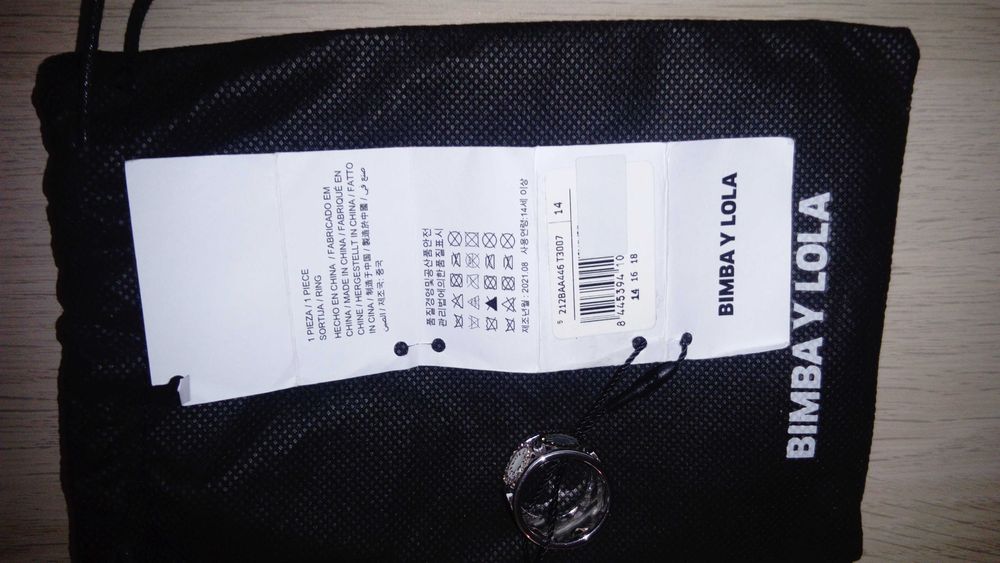 1 PIEZA / 1 PIECE
SORTIJA / RING
HECHO EN CHINA / FABRICADO EM
CHINA / MADE IN CHINA / FABRIQUÉ EN
CHINE / HERGESTELLT IN CHINA / FATTO
IN CINA / 制造于中国 / 製造於中國 / صنع في
الصين / 제조국: 중국
품질경영및공산품안전
관리법에의한품질표시
제조년월 : 2021.08 사용연령:14세 이상
212BAA446 T3007 14
8 445394 10
14 16 18
BIMBA Y LOLA
BIMBA Y LOLA